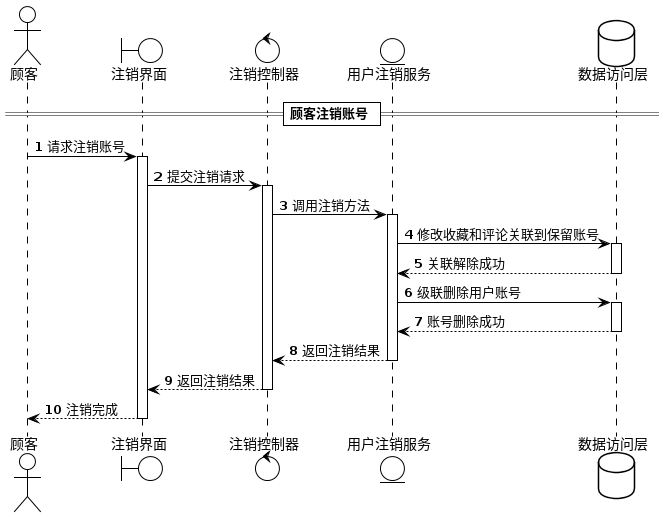 顾客 注销界面 注销控制器 用户注销服务 数据访问层
顾客注销账号
1 请求注销账号
2 提交注销请求
3 调用注销方法
4 修改收藏和评论关联到保留账号
5 关联解除成功
6 级联删除用户账号
7 账号删除成功
8 返回注销结果
9 返回注销结果
10 注销完成
顾客 注销界面 注销控制器 用户注销服务 数据访问层